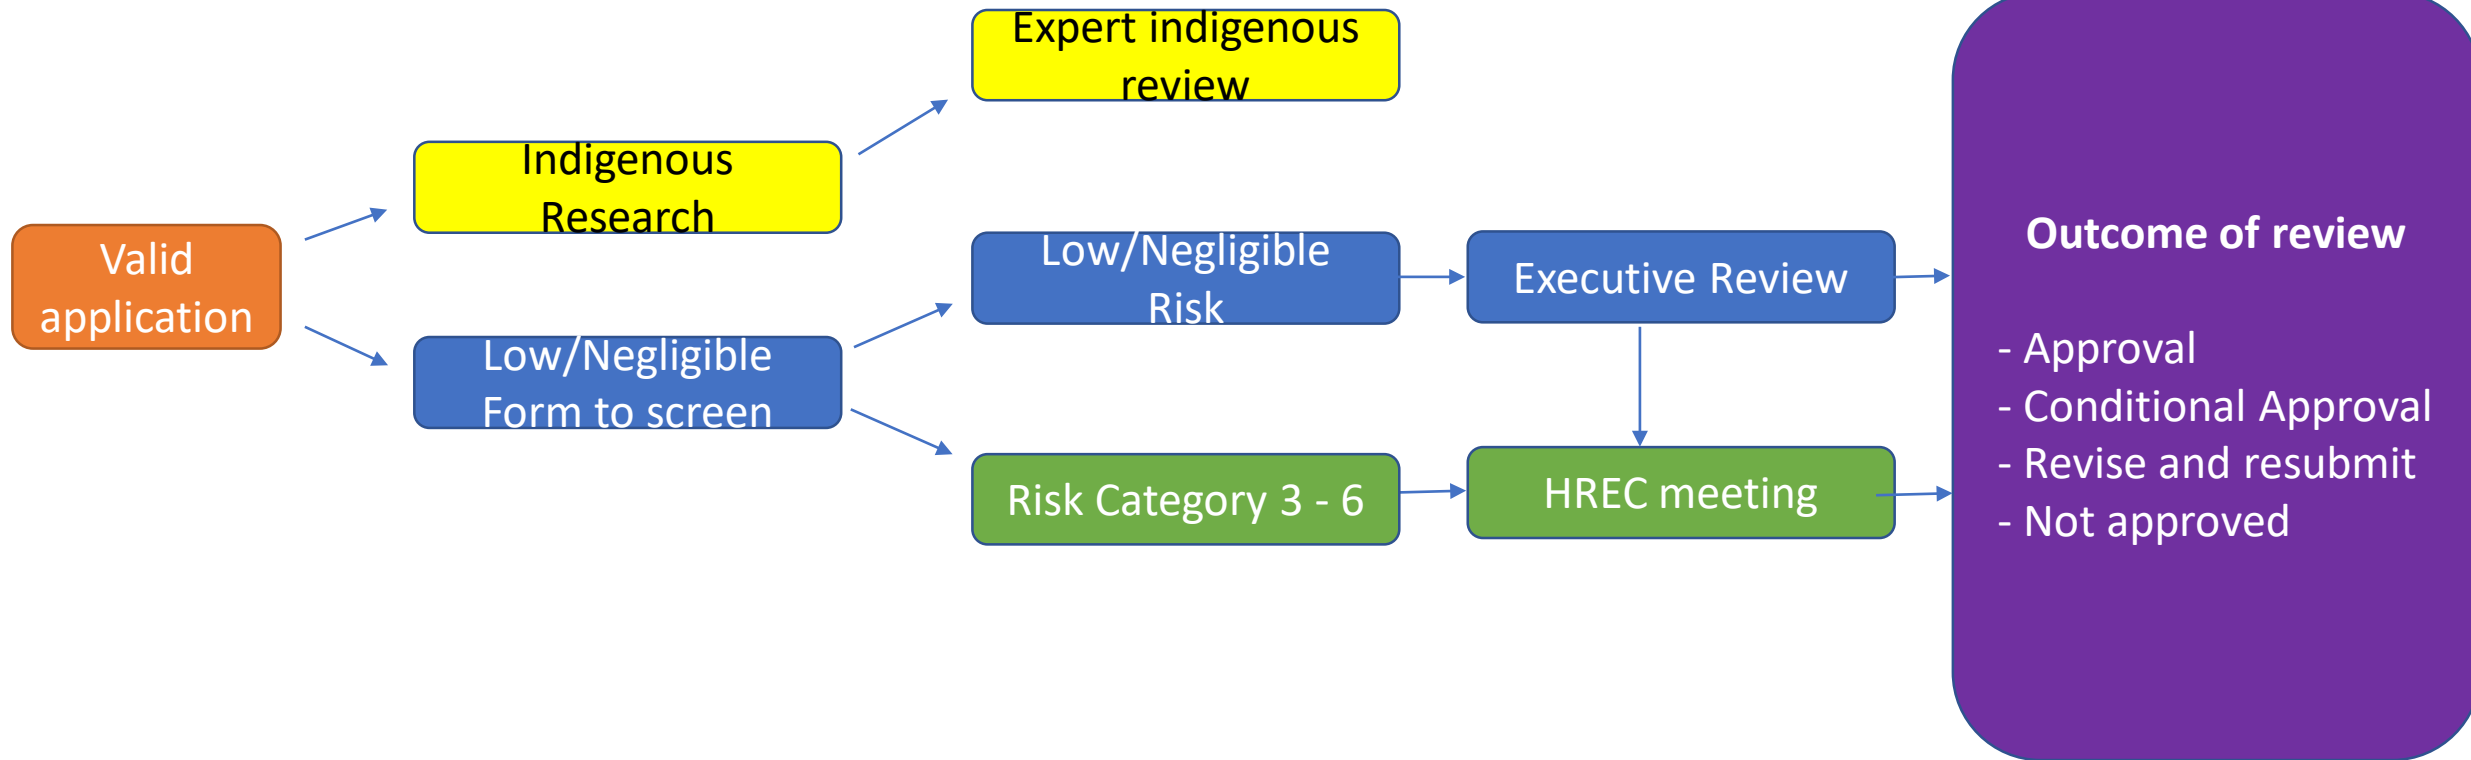 Valid
application
Indigenous
Research
Low/Negligible
Form to screen
Expert indigenous
review
Low/Negligible
Risk
Risk Category 3 - 6
Executive Review
HREC meeting
Outcome of review
- Approval
- Conditional Approval
- Revise and resubmit
- Not approved